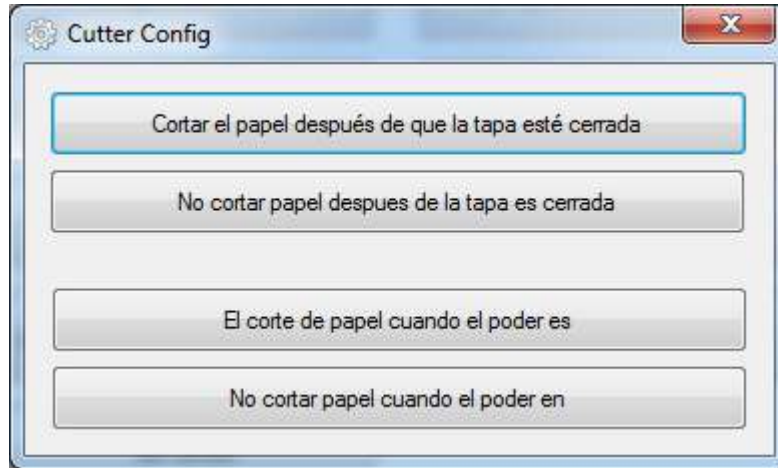 Cutter Config
Cortar el papel después de que la tapa esté cerrada
No cortar papel despues de la tapa es cerrada
El corte de papel cuando el poder es
No cortar papel cuando el poder en